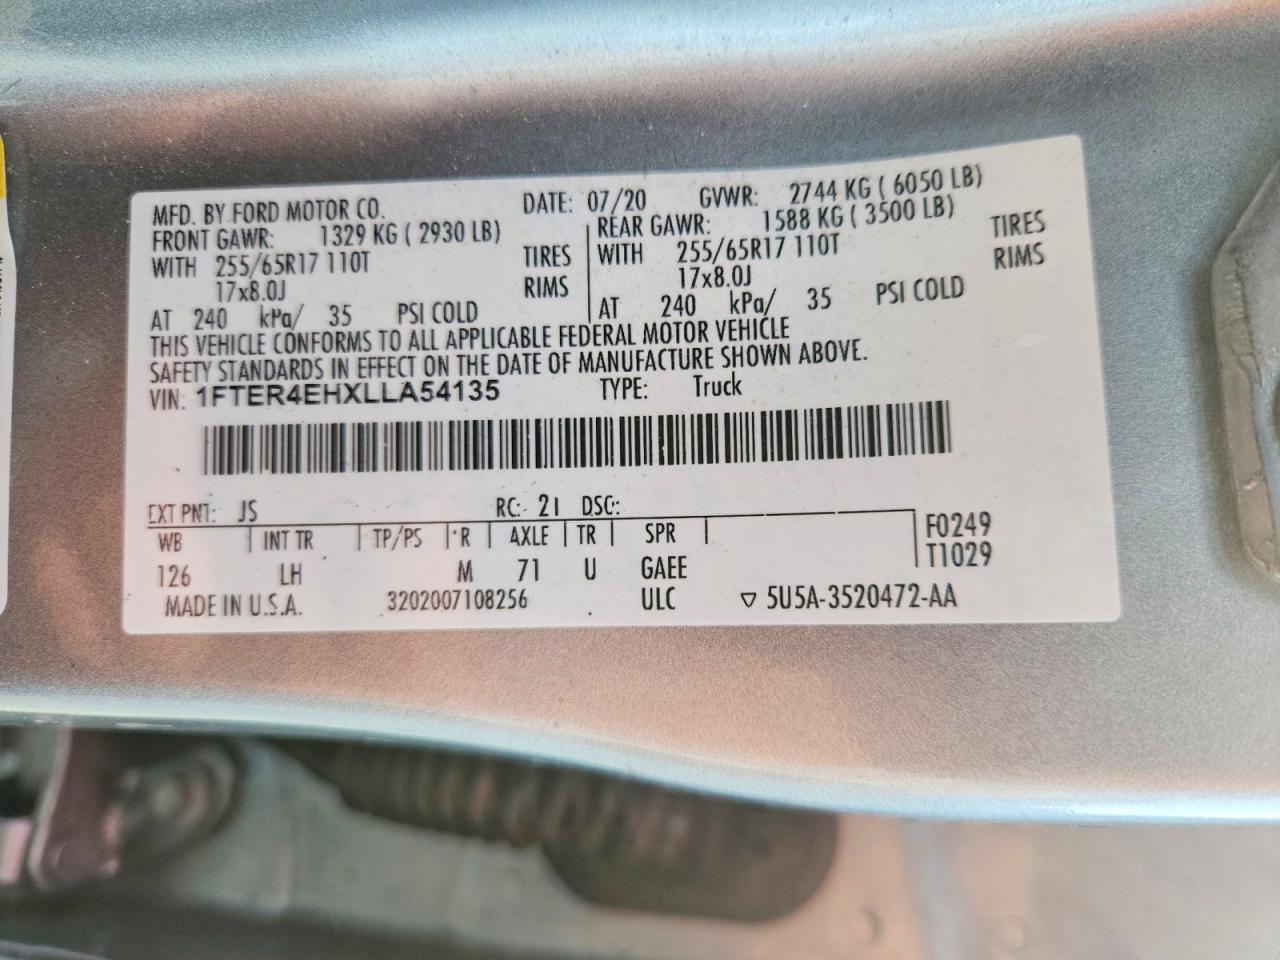 MFD. BY FORD MOTOR CO. DATE: 07/20 GVWR: 2744 KG ( 6050 LB)
FRONT GAWR: 1329 KG ( 2930 LB) REAR GAWR: 1588 KG ( 3500 LB)
WITH 255/65R17 110T TIRES WITH 255/65R17 110T TIRES
17x8.0J RIMS 17x8.0J RIMS
AT 240 kPa/ 35 PSI COLD AT 240 kPa/ 35 PSI COLD
THIS VEHICLE CONFORMS TO ALL APPLICABLE FEDERAL MOTOR VEHICLE
SAFETY STANDARDS IN EFFECT ON THE DATE OF MANUFACTURE SHOWN ABOVE.
VIN: 1FTER4EHXLLA54135 TYPE: Truck
EXT PNT: JS RC: 21 DSO:
WB INT TR TP/PS R AXLE TR SPR F0249
126 LH M 71 U GAEE T1029
MADE IN U.S.A. 3202007108256 ULC ▽ 5U5A-3520472-AA